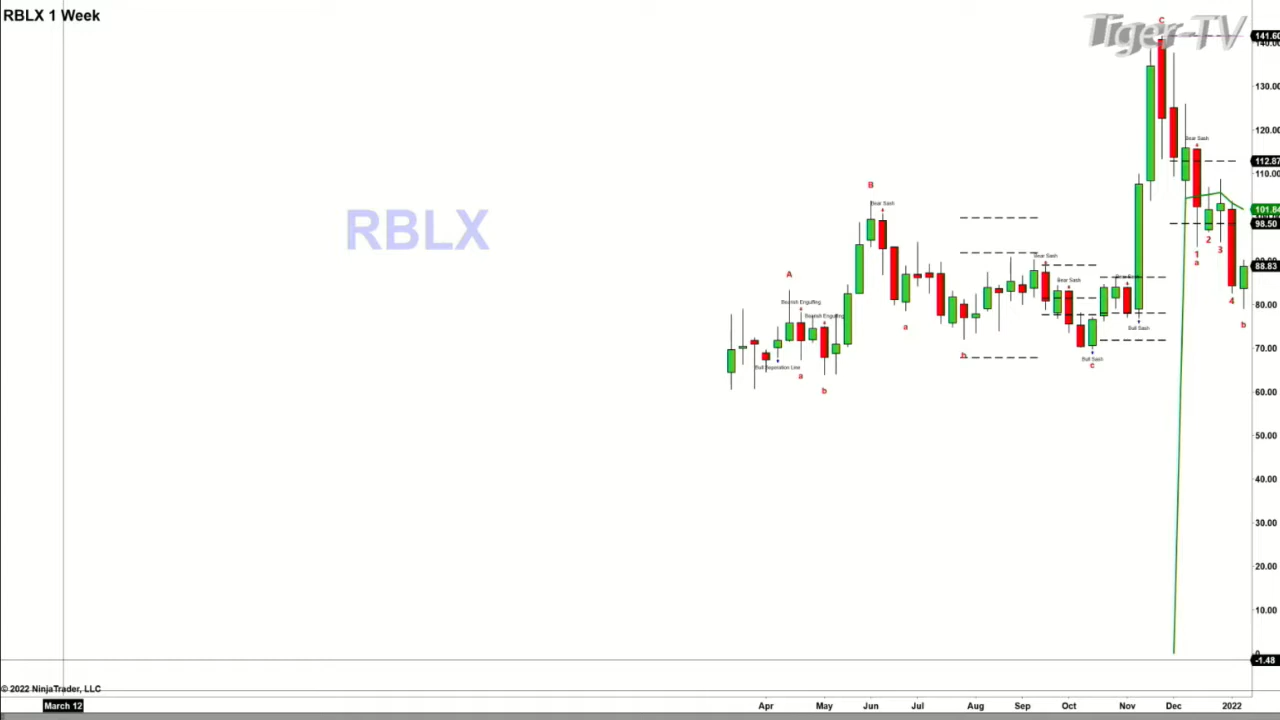 RBLX 1 Week
Tiger-TV
C
141.60
140.00
130.00
120.00
Bear Sash
112.87
110.00
B
Bear Sash
101.84
98.50
RBLX
2
3
1
a
Bear Sash
88.83
A
Bear Sash
Bearish Engulfing
Bearish Engulfing
4
80.00
a
b
Bull Sash
b
70.00
Bull Separation Line
a
Bull Sash
c
b
60.00
50.00
40.00
30.00
20.00
10.00
-1.48
© 2022 NinjaTrader, LLC
March 12
Apr May Jun Jul Aug Sep Oct Nov Dec 2022